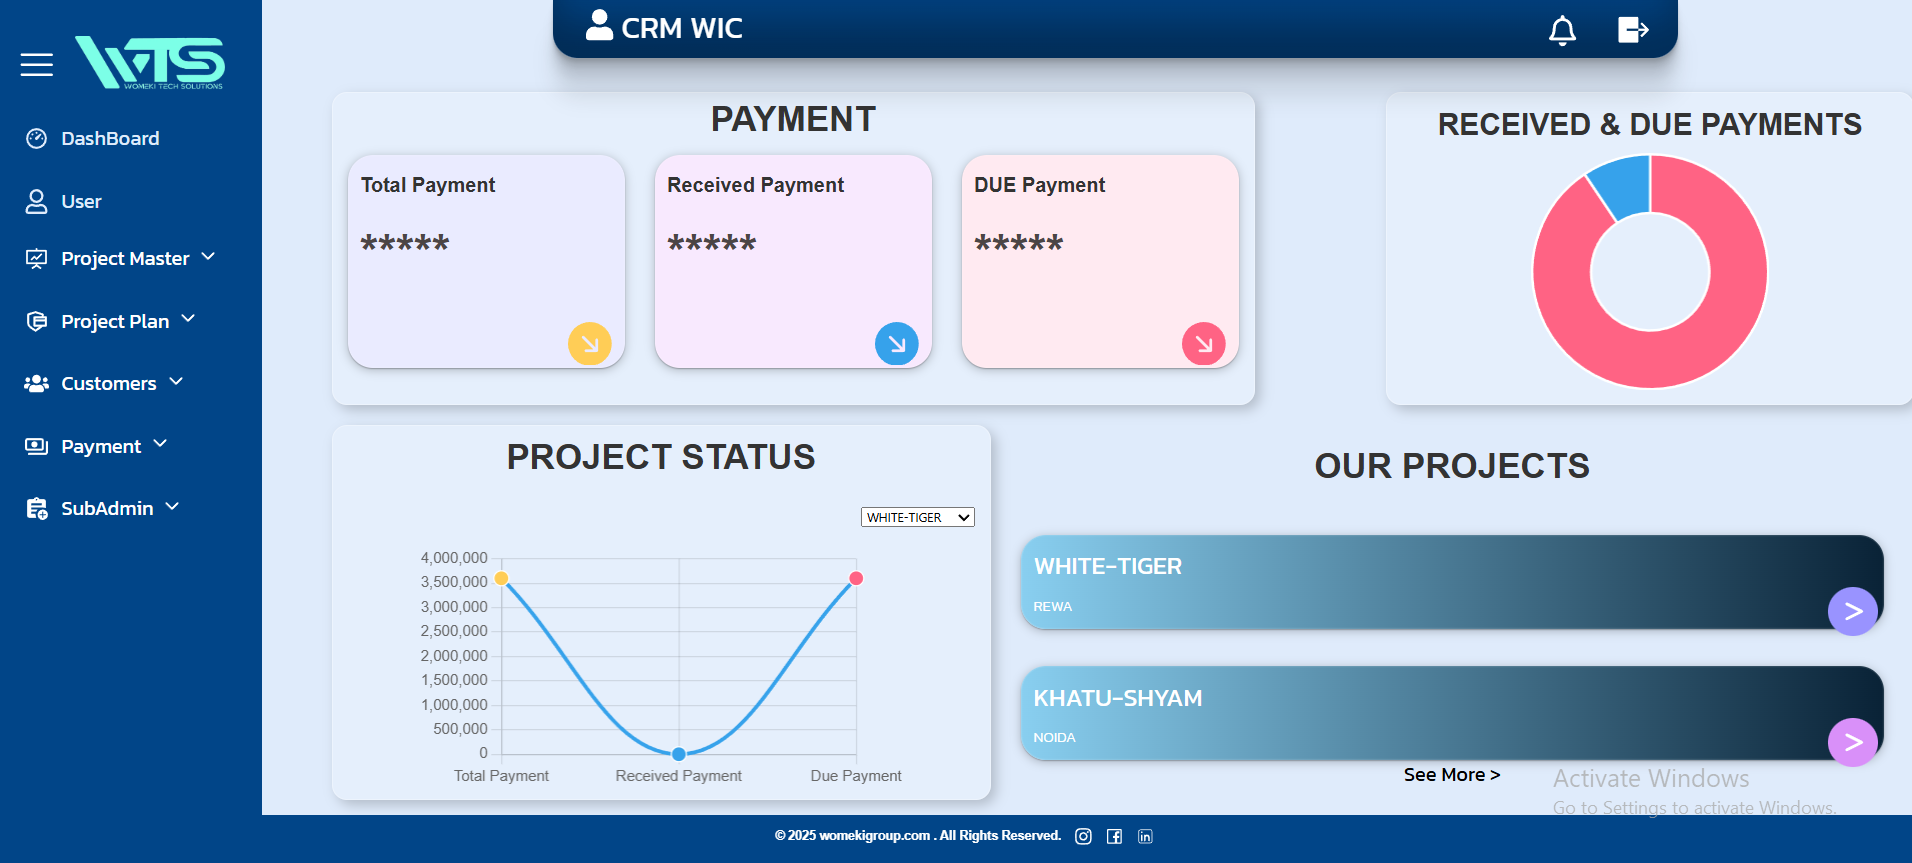 WTS
WOMEKI TECH SOLUTIONS
CRM WIC
DashBoard
User
Project Master
Project Plan
Customers
Payment
SubAdmin
PAYMENT
Total Payment
*****
Received Payment
*****
DUE Payment
*****
RECEIVED & DUE PAYMENTS
PROJECT STATUS
WHITE-TIGER
4,000,000
3,500,000
3,000,000
2,500,000
2,000,000
1,500,000
1,000,000
500,000
0
Total Payment Received Payment Due Payment
OUR PROJECTS
WHITE-TIGER
REWA
>
KHATU-SHYAM
NOIDA
>
See More >
Activate Windows
Go to Settings to activate Windows.
© 2025 womekigroup.com . All Rights Reserved.